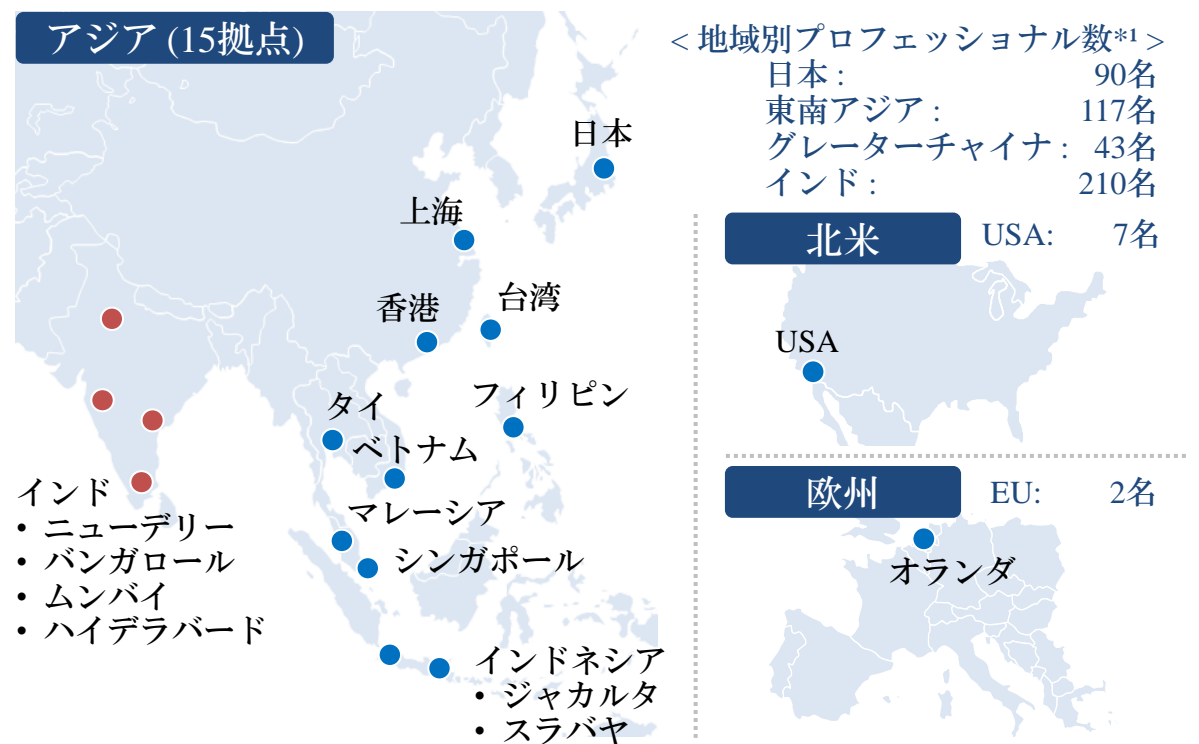 アジア (15拠点)
日本
上海
香港
台湾
タイ
フィリピン
ベトナム
マレーシア
シンガポール
インド
• ニューデリー
• バンガロール
• ムンバイ
• ハイデラバード
インドネシア
• ジャカルタ
• スラバヤ
< 地域別プロフェッショナル数*1 >
日本 : 90名
東南アジア : 117名
グレーターチャイナ : 43名
インド : 210名
北米 USA: 7名
USA
欧州 EU: 2名
オランダ